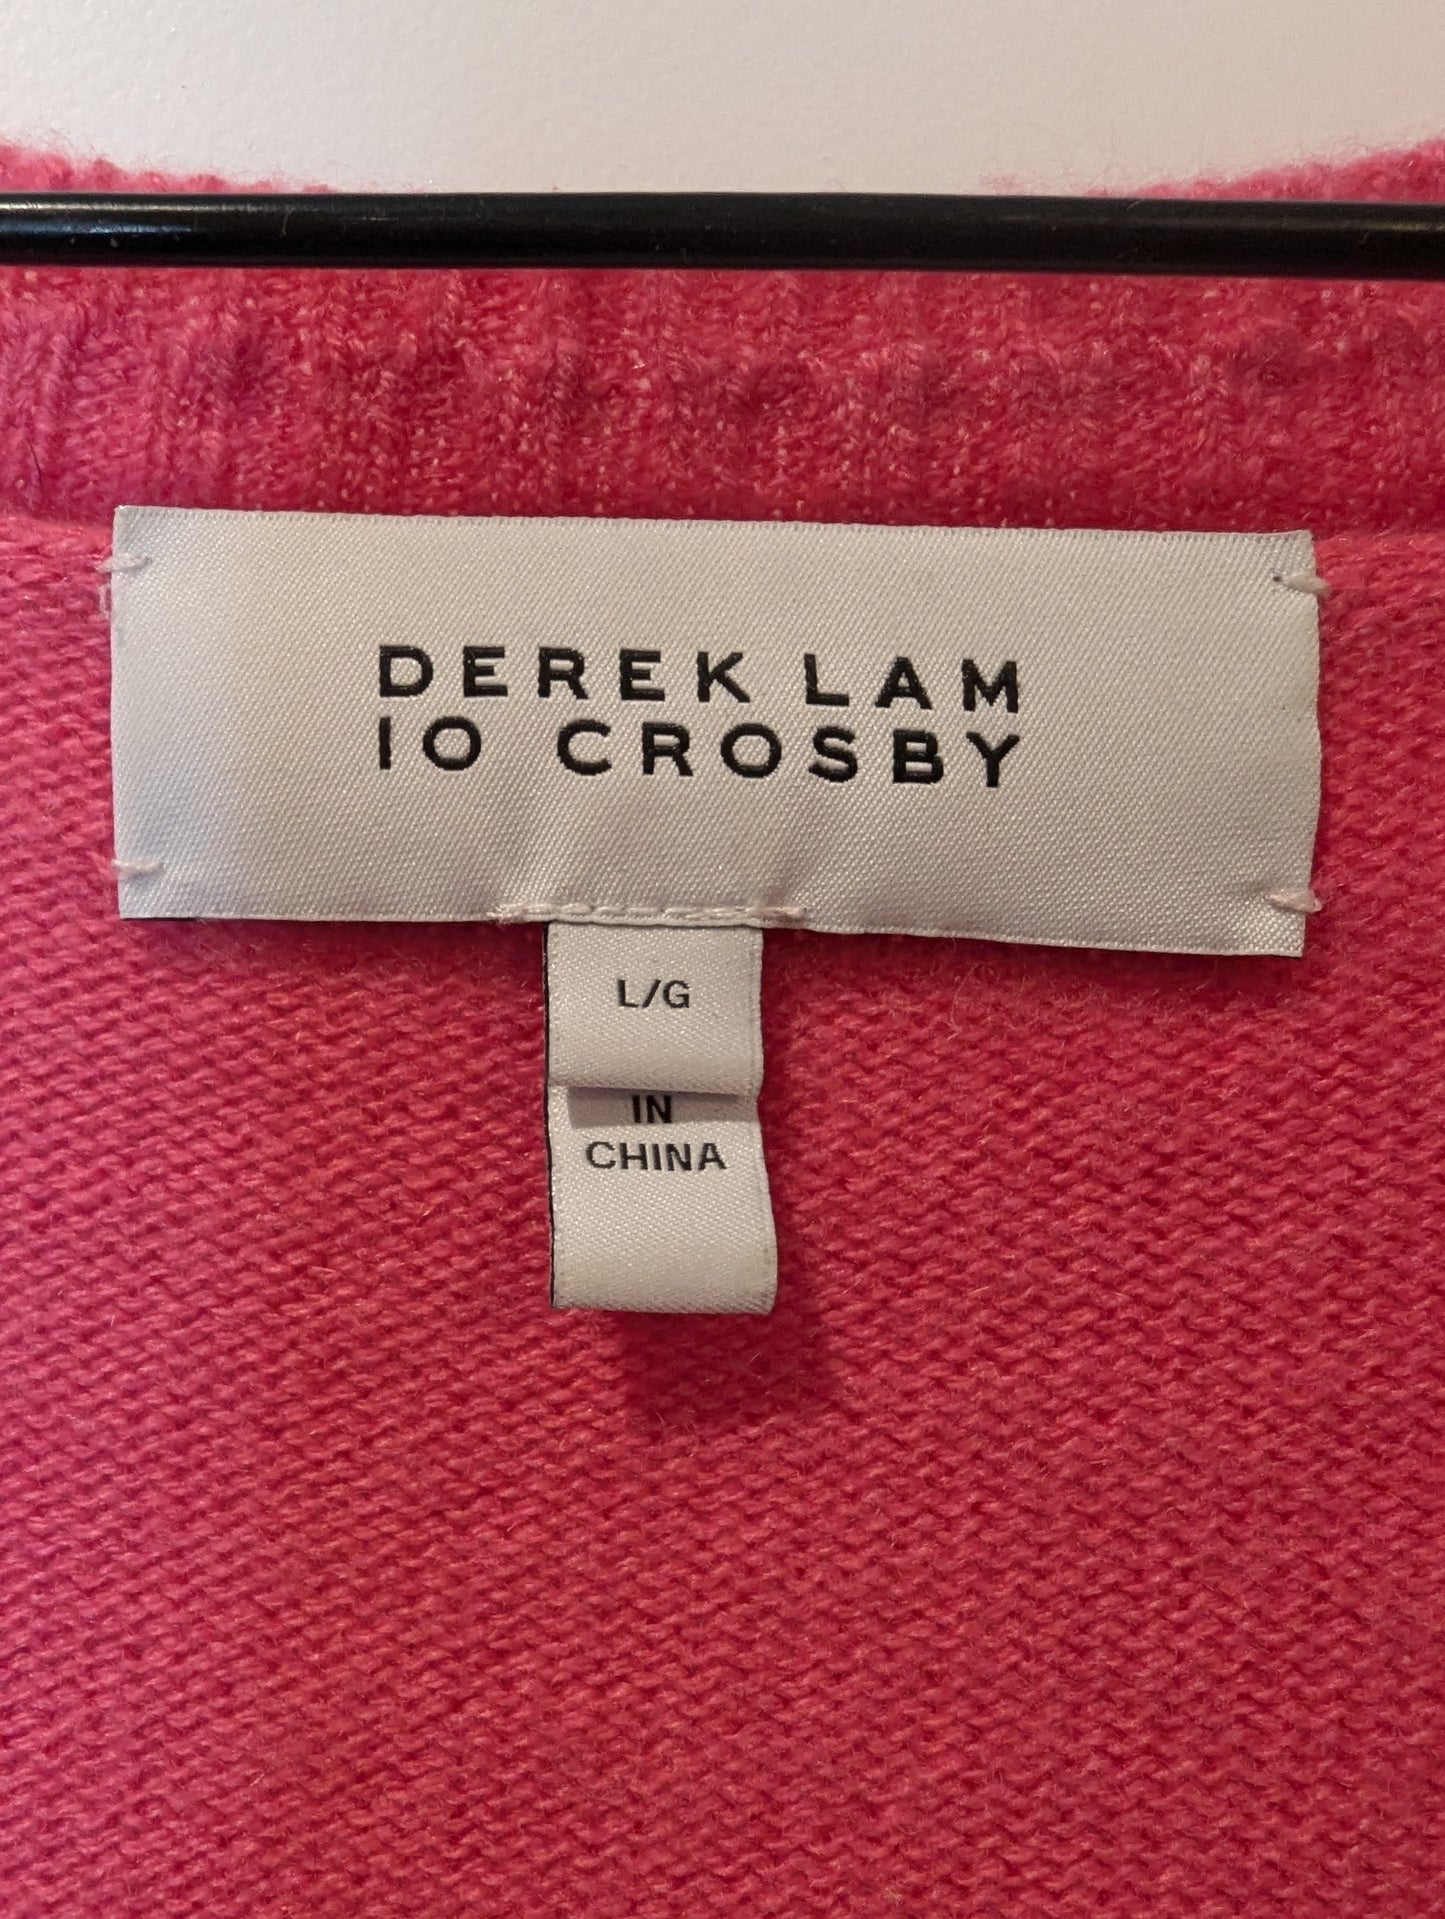 DEREK LAM
10 CROSBY
L/G
IN
CHINA